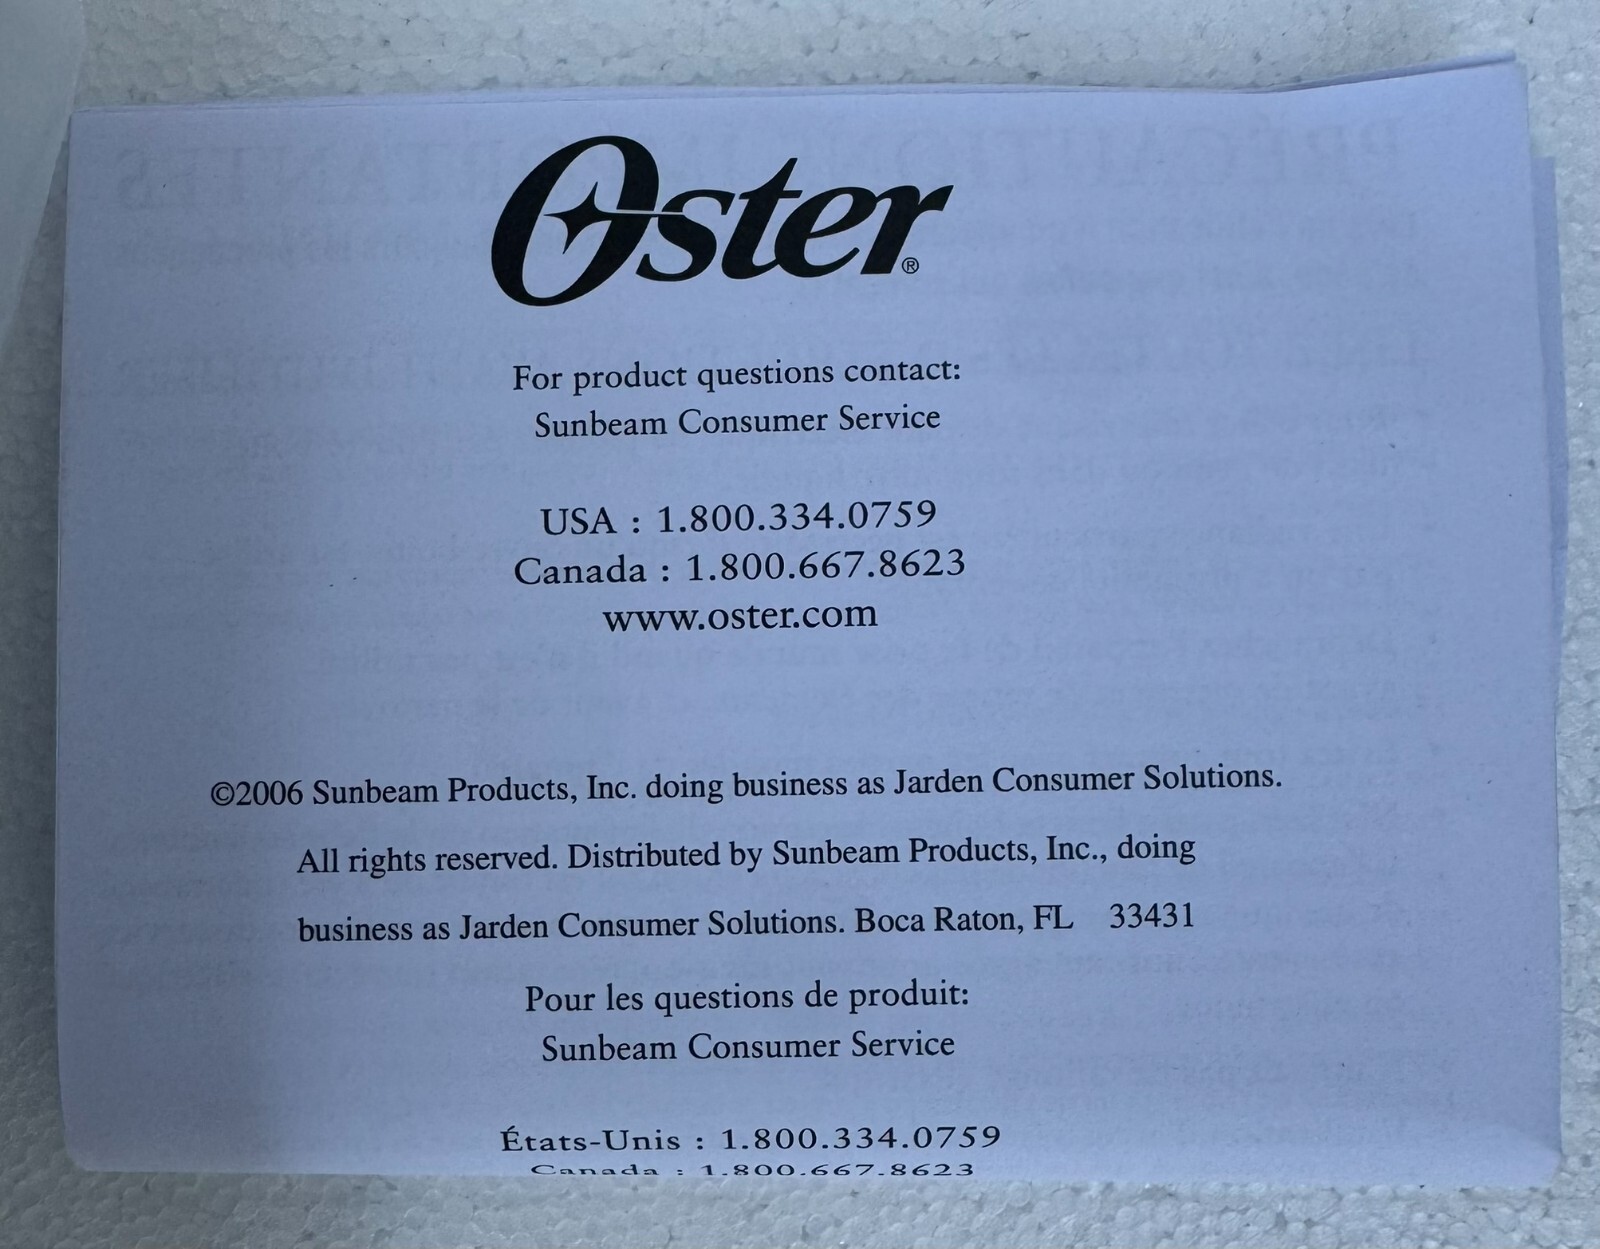 Oster®
For product questions contact:
Sunbeam Consumer Service
USA : 1.800.334.0759
Canada : 1.800.667.8623
www.oster.com
©2006 Sunbeam Products, Inc. doing business as Jarden Consumer Solutions.
All rights reserved. Distributed by Sunbeam Products, Inc., doing
business as Jarden Consumer Solutions. Boca Raton, FL 33431
Pour les questions de produit:
Sunbeam Consumer Service
États-Unis : 1.800.334.0759
Canada : 1.800.667.8623